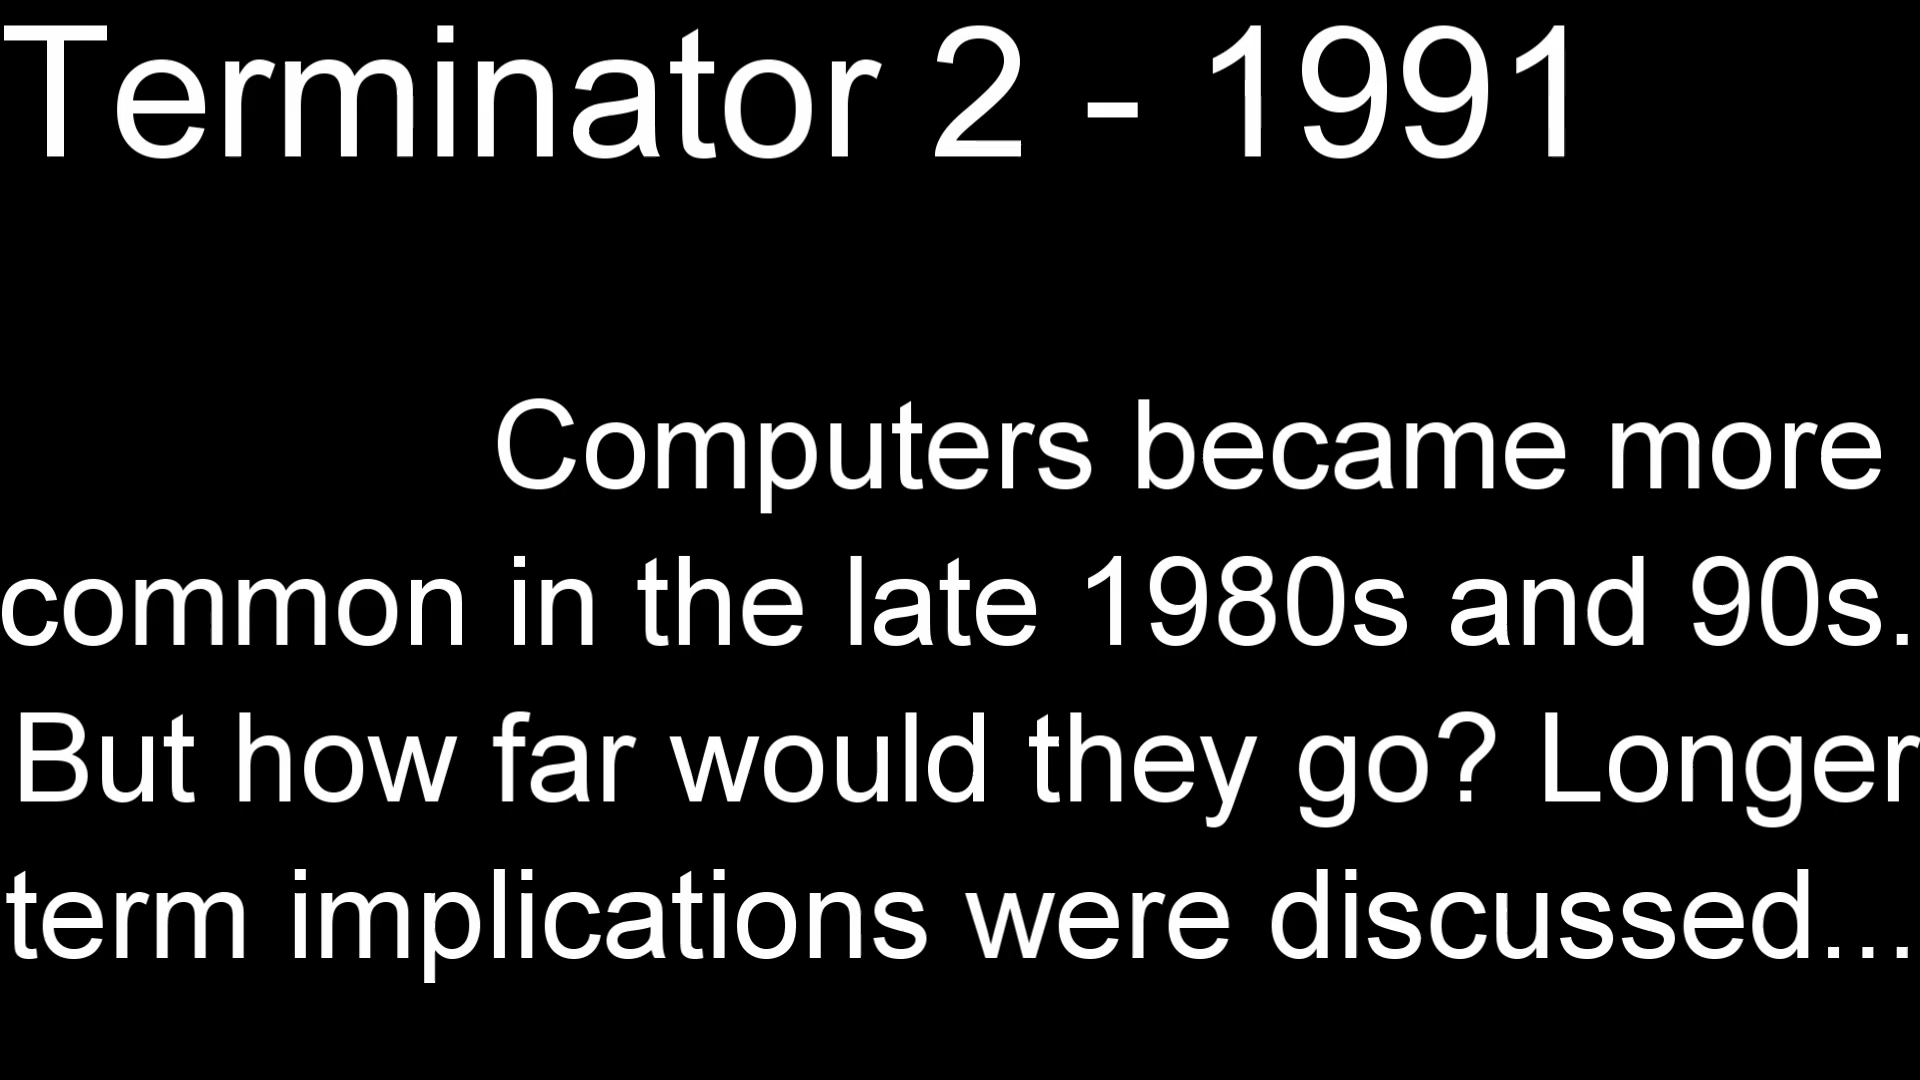 Terminator 2 - 1991
Computers became more
common in the late 1980s and 90s.
But how far would they go? Longer
term implications were discussed...